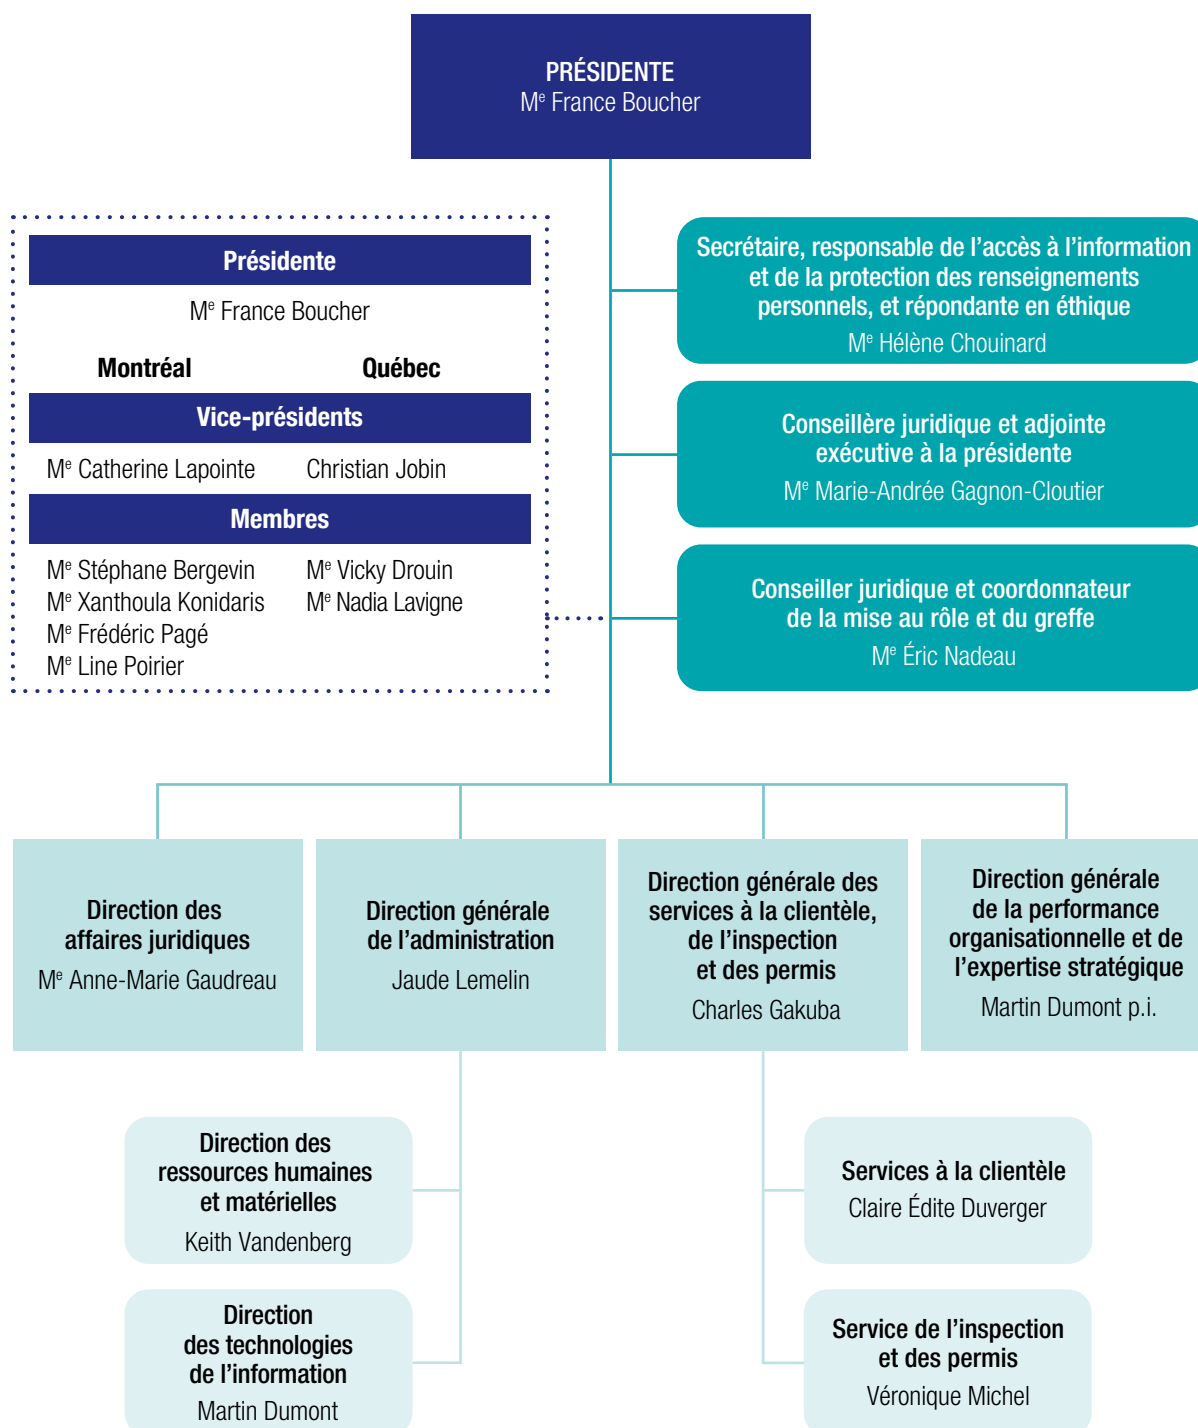 PRÉSIDENTE
Me France Boucher
Présidente
Me France Boucher
Montréal Québec
Vice-présidents
Me Catherine Lapointe Christian Jobin
Membres
Me Stéphane Bergevin Me Vicky Drouin
Me Xanthoula Konidaris Me Nadia Lavigne
Me Frédéric Pagé
Me Line Poirier
Secrétaire, responsable de l’accès à l’information
et de la protection des renseignements
personnels, et répondante en éthique
Me Hélène Chouinard
Conseillère juridique et adjointe
exécutive à la présidente
Me Marie-Andrée Gagnon-Cloutier
Conseiller juridique et coordonnateur
de la mise au rôle et du greffe
Me Éric Nadeau
Direction des
affaires juridiques
Me Anne-Marie Gaudreau
Direction générale
de l’administration
Jaude Lemelin
Direction générale des
services à la clientèle,
de l’inspection
et des permis
Charles Gakuba
Direction générale
de la performance
organisationnelle et de
l’expertise stratégique
Martin Dumont p.i.
Direction des
ressources humaines
et matérielles
Keith Vandenberg
Direction
des technologies
de l’information
Martin Dumont
Services à la clientèle
Claire Édite Duverger
Service de l’inspection
et des permis
Véronique Michel